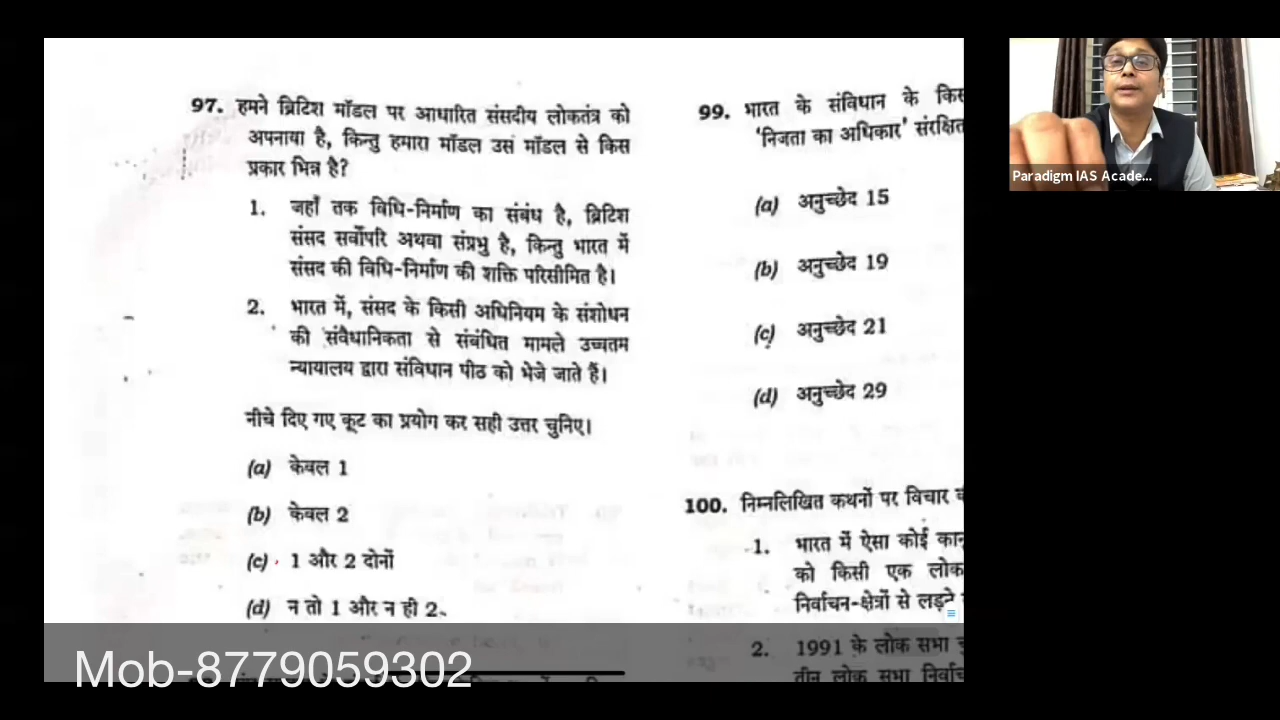 97. हमने ब्रिटिश मॉडल पर आधारित संसदीय लोकतंत्र को
अपनाया है, किन्तु हमारा मॉडल उस मॉडल से किस
प्रकार भिन्न है?
1. जहाँ तक विधि-निर्माण का संबंध है, ब्रिटिश
संसद सर्वोपरि अथवा संप्रभु है, किन्तु भारत में
संसद की विधि-निर्माण की शक्ति परिसीमित है।
2. भारत में, संसद के किसी अधिनियम के संशोधन
की संवैधानिकता से संबंधित मामले उच्चतम
न्यायालय द्वारा संविधान पीठ को भेजे जाते हैं।
नीचे दिए गए कूट का प्रयोग कर सही उत्तर चुनिए।
(a) केवल 1
(b) केवल 2
(c) 1 और 2 दोनों
(d) न तो 1 और न ही 2
99. भारत के संविधान के
'निजता का अधिकार'
(a) अनुच्छेद 15
(b) अनुच्छेद 19
(c) अनुच्छेद 21
(d) अनुच्छेद 29
100. निम्नलिखित कथनों पर विचार
1. भारत में ऐसा कोई
को किसी एक
निर्वाचन-क्षेत्रों से लड़ने
2. 1991 के लोक सभा
तीन लोक सभा
Mob-8779059302
Paradigm IAS Acade...